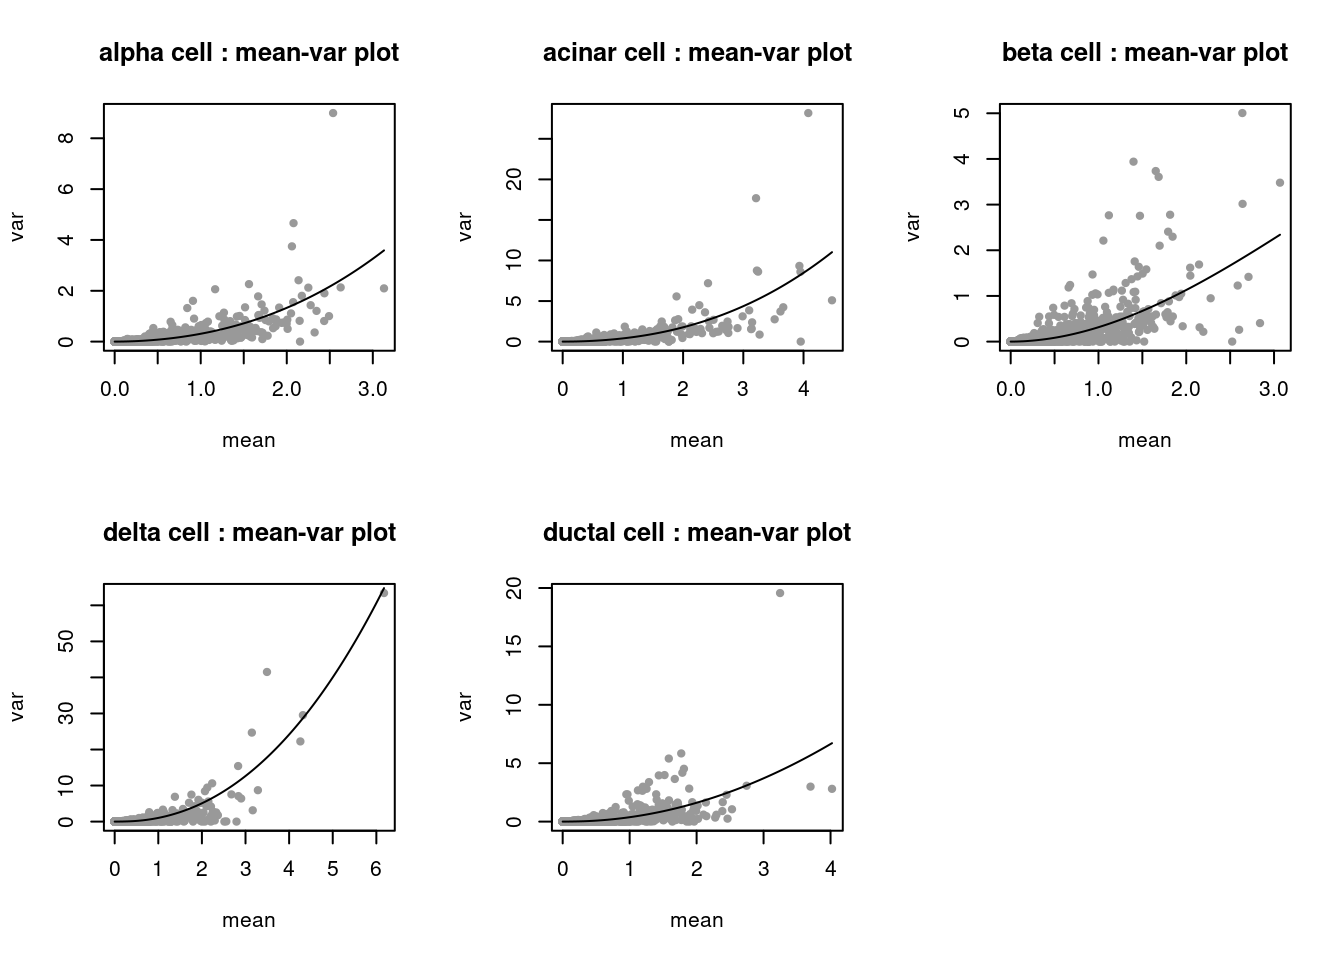 alpha cell : mean-var plot
var
0 2 4 6 8
0.0 1.0 2.0 3.0
mean
acinar cell : mean-var plot
var
0 5 10 20
0 1 2 3 4
mean
beta cell : mean-var plot
var
0 1 2 3 4 5
0.0 1.0 2.0 3.0
mean
delta cell : mean-var plot
var
0 10 30 50
0 1 2 3 4 5 6
mean
ductal cell : mean-var plot
var
0 5 10 15 20
0 1 2 3 4
mean